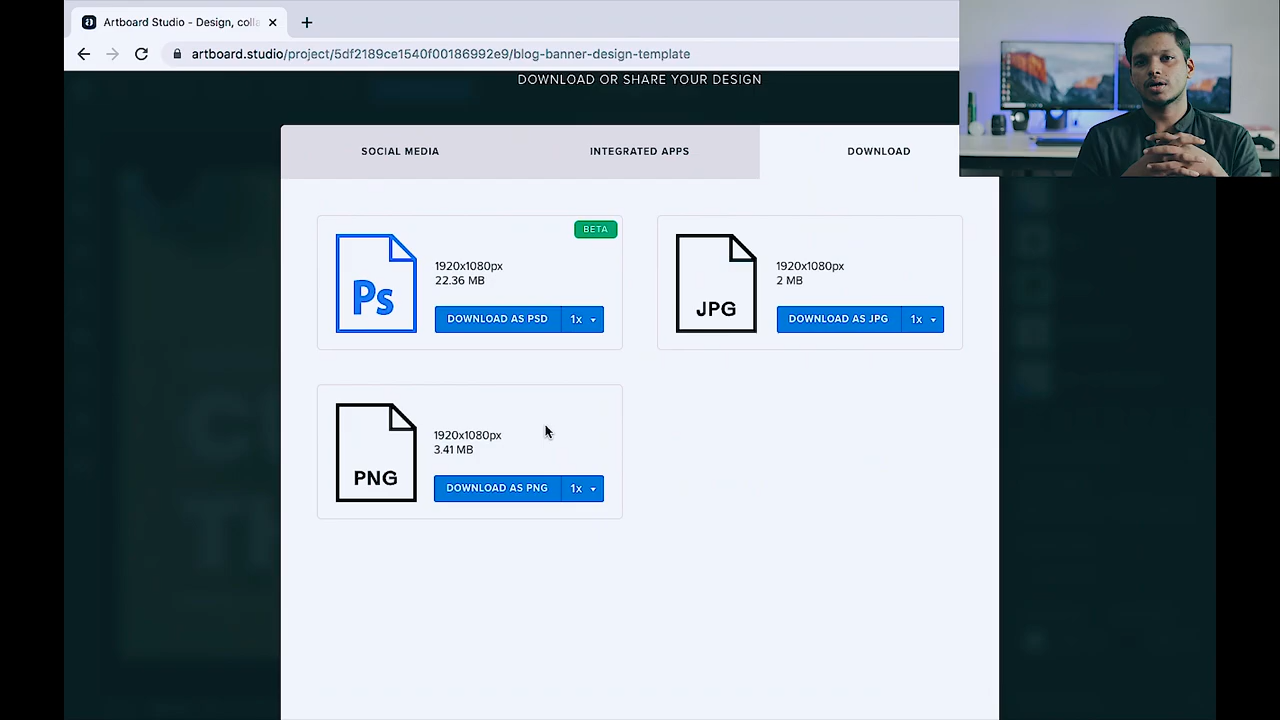 Artboard Studio - Design, colla
artboard.studio/project/5df2189ce1540f00186992e9/blog-banner-design-template
DOWNLOAD OR SHARE YOUR DESIGN
SOCIAL MEDIA
INTEGRATED APPS
DOWNLOAD
BETA
Ps
1920x1080px
22.36 MB
DOWNLOAD AS PSD 1x
JPG
1920x1080px
2 MB
DOWNLOAD AS JPG 1x
PNG
1920x1080px
3.41 MB
DOWNLOAD AS PNG 1x